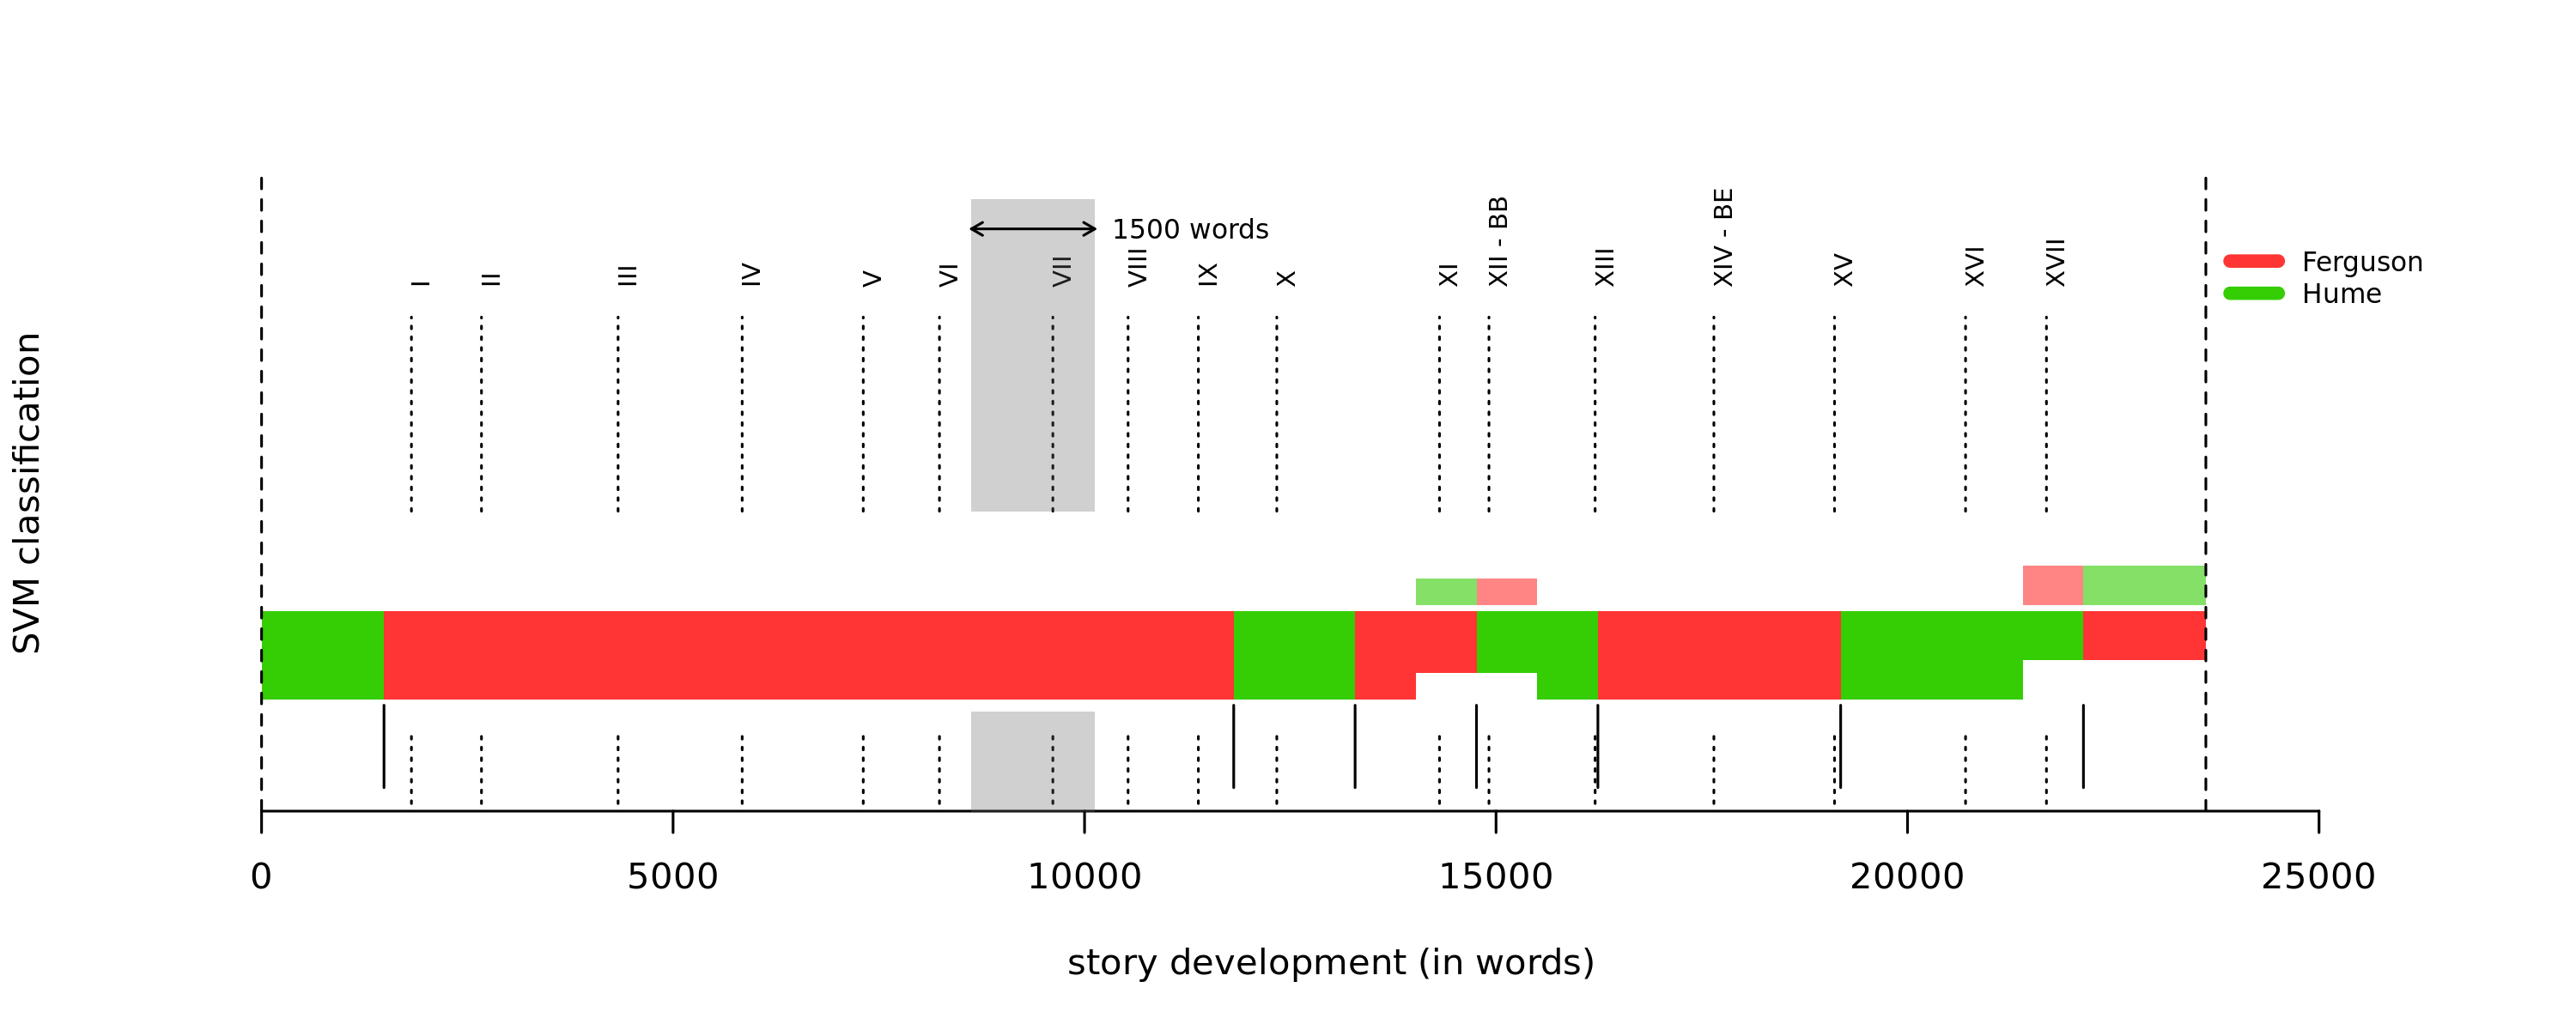 1500 words
I
II
III
IV
V
VI
VII
VIII
IX
X
XI
XII - BB
XIII
XIV - BE
XV
XVI
XVII
Ferguson
Hume
SVM classification
0
5000
10000
15000
20000
25000
story development (in words)